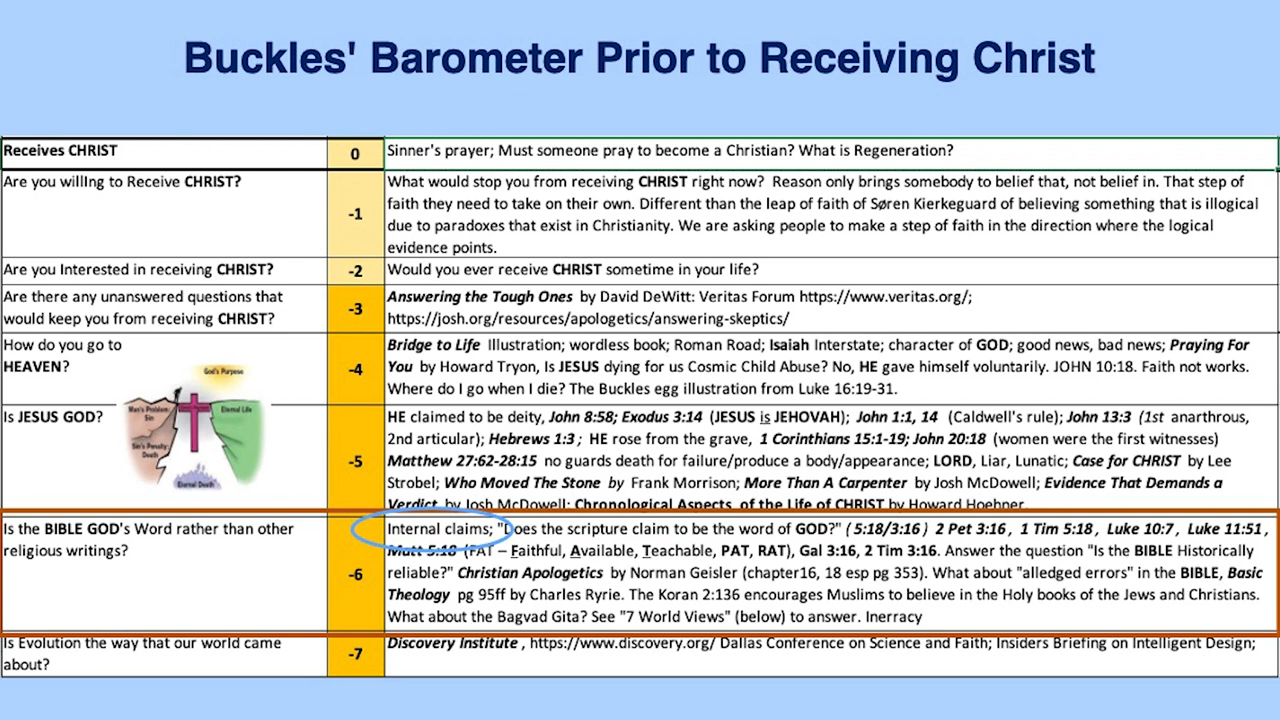 Buckles' Barometer Prior to Receiving Christ
Receives CHRIST
0
Sinner's prayer; Must someone pray to become a Christian? What is Regeneration?
Are you willIng to Receive CHRIST?
-1
What would stop you from receiving CHRIST right now?  Reason only brings somebody to belief that, not belief in. That step of
faith they need to take on their own. Different than the leap of faith of Søren Kierkeguard of believing something that is illogical
due to paradoxes that exist in Christianity. We are asking people to make a step of faith in the direction where the logical
evidence points.
Are you Interested in receiving CHRIST?
-2
Would you ever receive CHRIST sometime in your life?
Are there any unanswered questions that
would keep you from receiving CHRIST?
-3
Answering the Tough Ones by David DeWitt: Veritas Forum https://www.veritas.org/;
https://josh.org/resources/apologetics/answering-skeptics/
How do you go to
HEAVEN?
-4
Bridge to Life Illustration; wordless book; Roman Road; Isaiah Interstate; character of GOD; good news, bad news; Praying For
You by Howard Tryon, Is JESUS dying for us Cosmic Child Abuse? No, HE gave himself voluntarily. JOHN 10:18. Faith not works.
Where do I go when I die? The Buckles egg illustration from Luke 16:19-31.
God's Purpose
Man's Problem:
Sin
Eternal Life
Sin's Penalty:
Death
Eternal Death
Is JESUS GOD?
-5
HE claimed to be deity, John 8:58; Exodus 3:14 (JESUS is JEHOVAH); John 1:1, 14 (Caldwell's rule); John 13:3 (1st anarthrous,
2nd articular); Hebrews 1:3; HE rose from the grave, 1 Corinthians 15:1-19; John 20:18 (women were the first witnesses)
Matthew 27:62-28:15 no guards death for failure/produce a body/appearance; LORD, Liar, Lunatic; Case for CHRIST by Lee
Strobel; Who Moved The Stone by Frank Morrison; More Than A Carpenter by Josh McDowell; Evidence That Demands a
Verdict by Josh McDowell; Chronological Aspects of the Life of CHRIST by Howard Hoehner.
Is the BIBLE GOD's Word rather than other
religious writings?
-6
Internal claims; "Does the scripture claim to be the word of GOD?" (5:18/3:16) 2 Pet 3:16, 1 Tim 5:18, Luke 10:7, Luke 11:51,
Matt 5:18 (FAT – Faithful, Available, Teachable, PAT, RAT), Gal 3:16, 2 Tim 3:16. Answer the question "Is the BIBLE Historically
reliable?" Christian Apologetics by Norman Geisler (chapter16, 18 esp pg 353). What about "alledged errors" in the BIBLE, Basic
Theology pg 95ff by Charles Ryrie. The Koran 2:136 encourages Muslims to believe in the Holy books of the Jews and Christians.
What about the Bagvad Gita? See "7 World Views" (below) to answer. Inerracy
Is Evolution the way that our world came
about?
-7
Discovery Institute, https://www.discovery.org/ Dallas Conference on Science and Faith; Insiders Briefing on Intelligent Design;